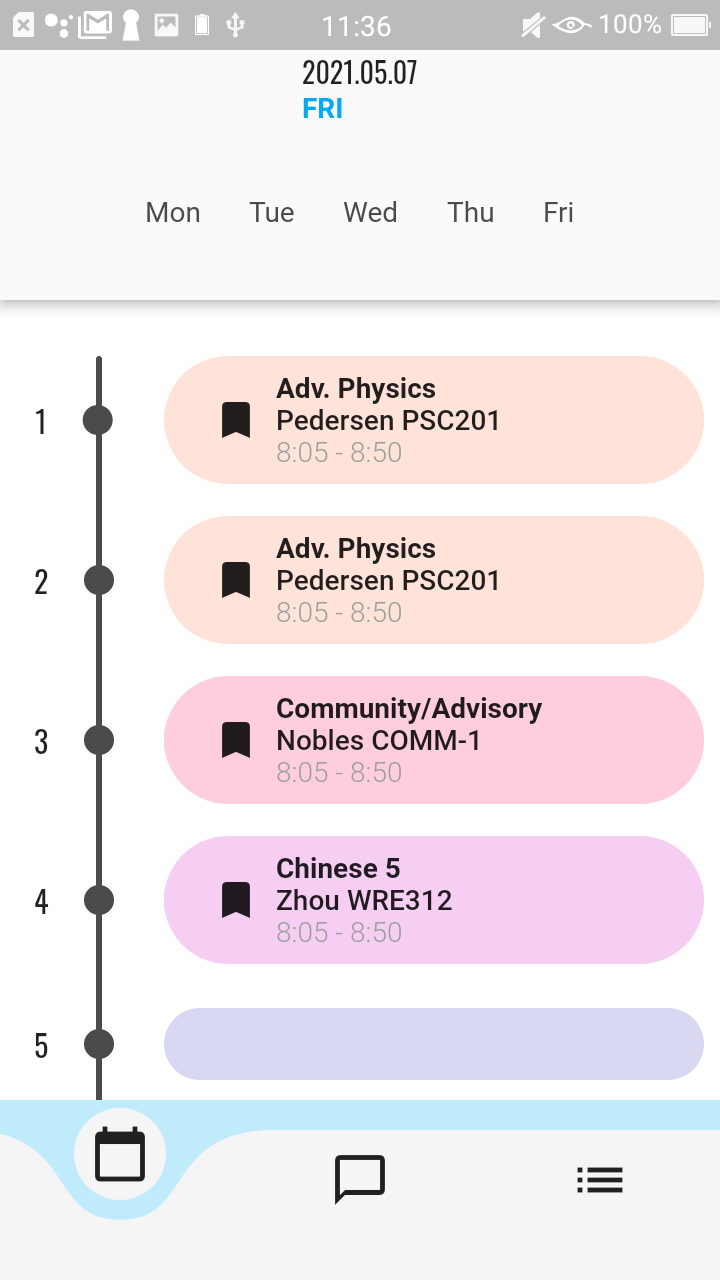 11:36 100%
2021.05.07
FRI
Mon Tue Wed Thu Fri
1
Adv. Physics
Pedersen PSC201
8:05 - 8:50
2
Adv. Physics
Pedersen PSC201
8:05 - 8:50
3
Community/Advisory
Nobles COMM-1
8:05 - 8:50
4
Chinese 5
Zhou WRE312
8:05 - 8:50
5